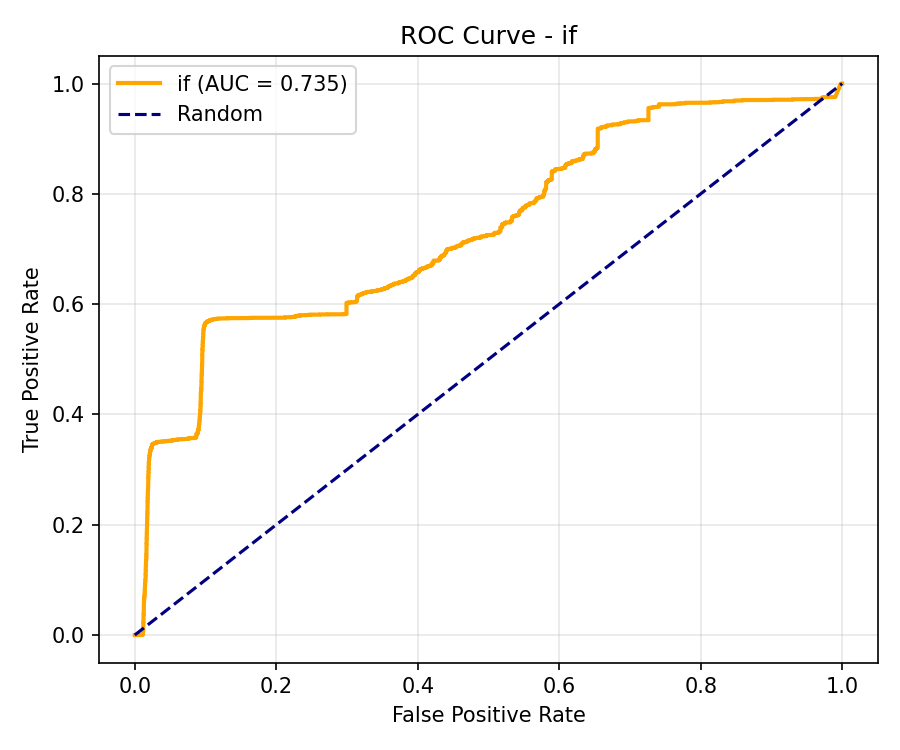 ROC Curve - if
if (AUC = 0.735)
Random
True Positive Rate
1.0
0.8
0.6
0.4
0.2
0.0
0.0 0.2 0.4 0.6 0.8 1.0
False Positive Rate